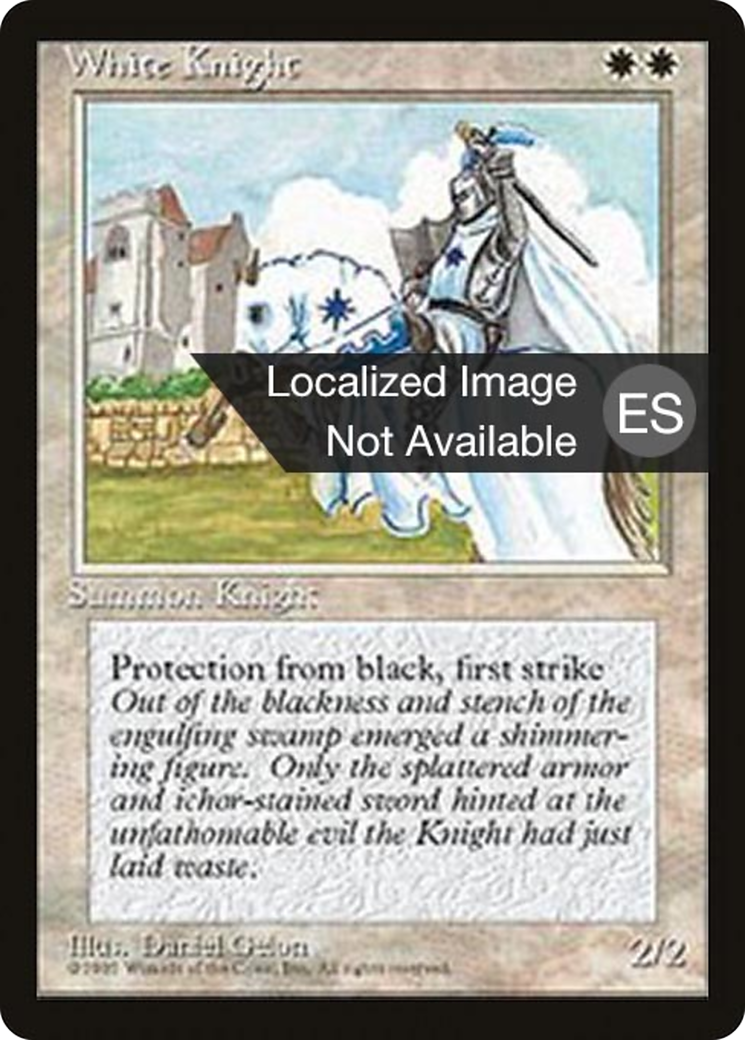 White Knight
Localized Image
Not Available
ES
Summon Knight
Protection from black, first strike
Out of the blackness and stench of the
engulfing swamp emerged a shimmer-
ing figure. Only the splattered armor
and ichor-stained sword hinted at the
unfathomable evil the Knight had just
laid waste.
Illus. Daniel Gelon
2/2
Wizards of the Coast, Inc. All rights reserved.